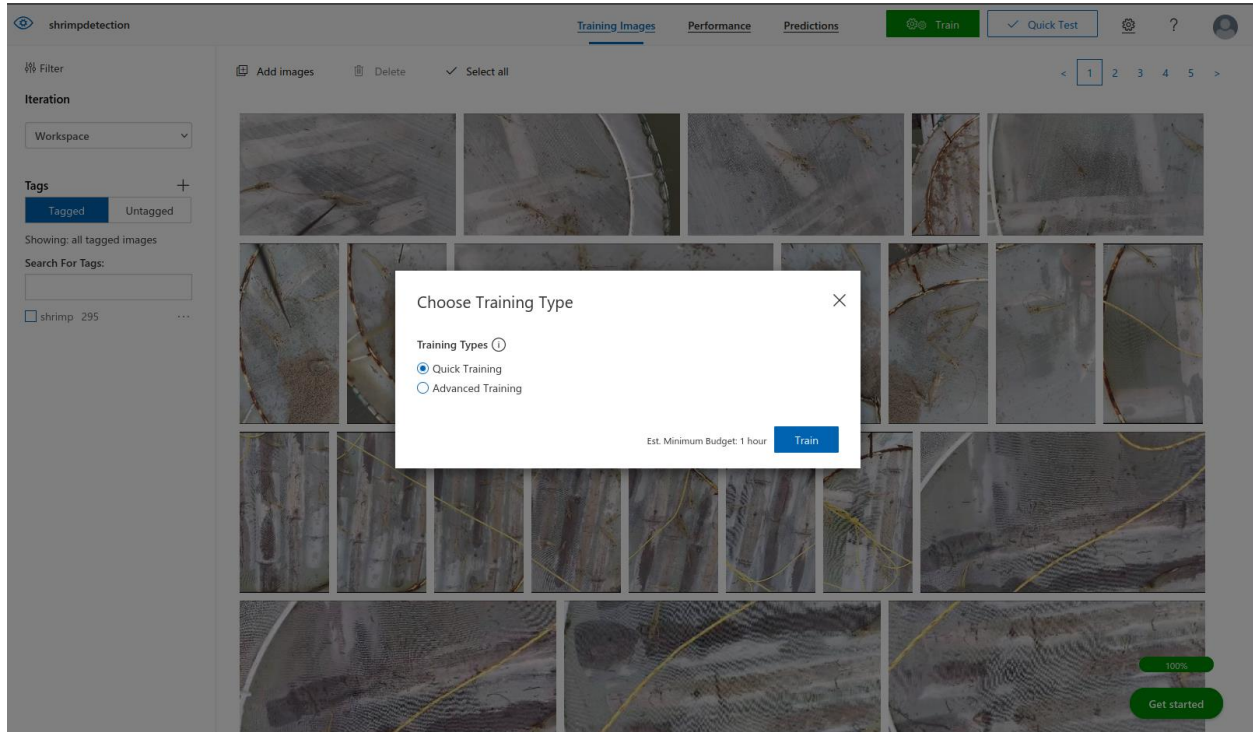 shrimpdetection
Training Images
Performance
Predictions
Train
Quick Test
?
Filter
Add images
Delete
Select all
< 1 2 3 4 5 >
Iteration
Workspace
Tags +
Tagged
Untagged
Showing: all tagged images
Search For Tags:
shrimp 295 ...
Choose Training Type
Training Types
Quick Training
Advanced Training
Est. Minimum Budget: 1 hour
Train
100%
Get started